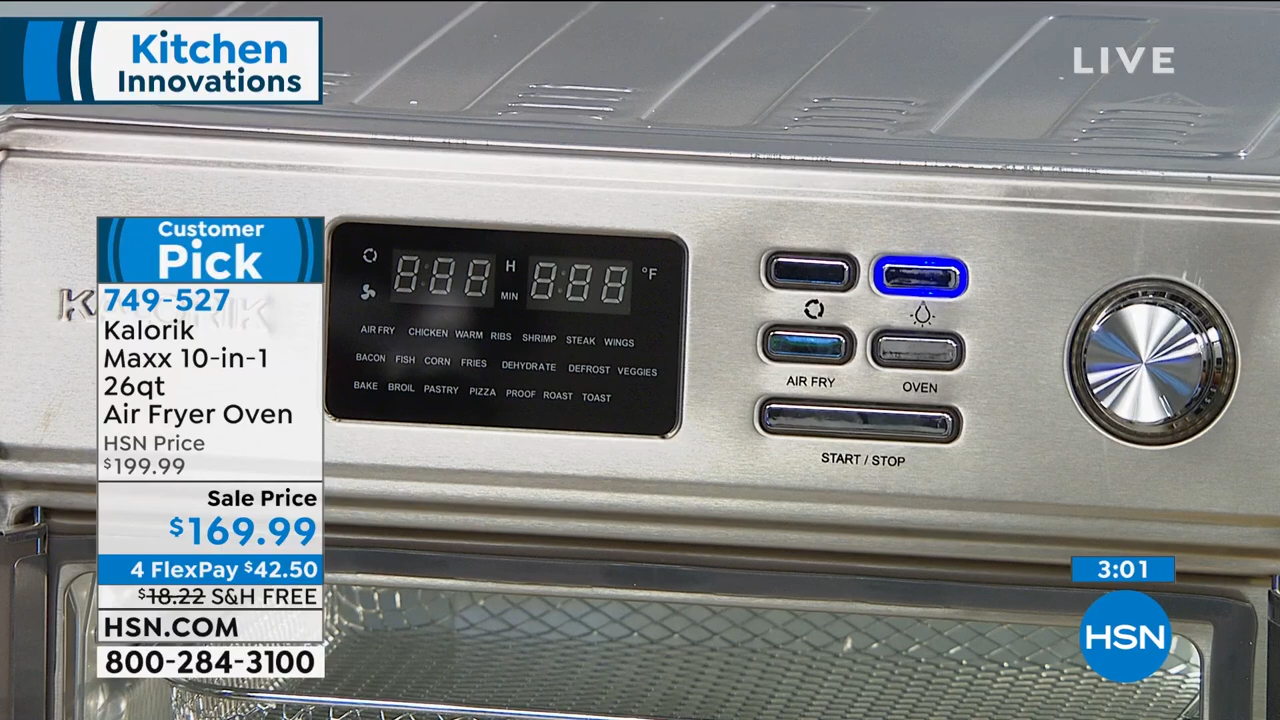 Kitchen
Innovations
LIVE
Customer
Pick
749-527
Kalorik
Maxx 10-in-1
26qt
Air Fryer Oven
HSN Price
$199.99
Sale Price
$169.99
4 FlexPay $42.50
$18.22 S&H FREE
HSN.COM
800-284-3100
H
MIN
°F
AIR FRY CHICKEN WARM RIBS SHRIMP STEAK WINGS
BACON FISH CORN FRIES DEHYDRATE DEFROST VEGGIES
BAKE BROIL PASTRY PIZZA PROOF ROAST TOAST
AIR FRY
OVEN
START / STOP
3:01
HSN